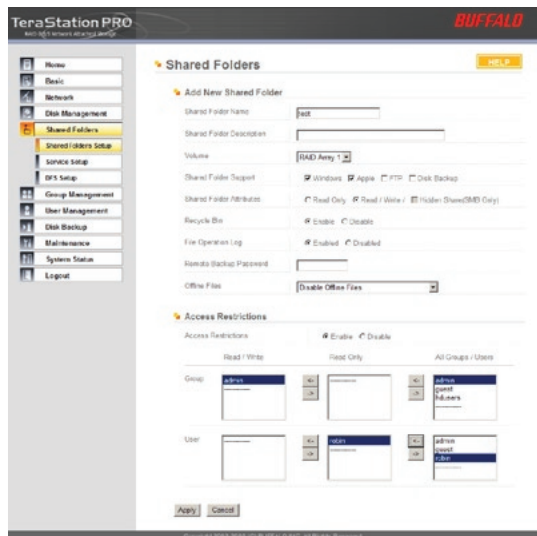 TeraStation PRO
BUFFALO
Home
Basic
Network
Disk Management
Shared Folders
Shared Folders Setup
Service Setup
DFS Setup
Group Management
User Management
Disk Backup
Maintenance
System Status
Logout
Shared Folders
HELP
Add New Shared Folder
Shared Folder Name
test
Shared Folder Description
Volume
RAID Array 1
Shared Folder Support
Windows Apple FTP Disk Backup
Shared Folder Attributes
Read Only Read / Write / Hidden Share(SMB Only)
Recycle Bin
Enable Disable
File Operation Log
Enabled Disabled
Remote Backup Password
Offline Files
Disable Offline Files
Access Restrictions
Access Restrictions
Enable Disable
Read / Write Read Only All Groups / Users
Group
admin
----------
<-
->
----------
<-
->
admin
guest
hdusers
----------
User
----------
<-
->
robin
----------
<-
->
admin
guest
robin
----------
Apply Cancel